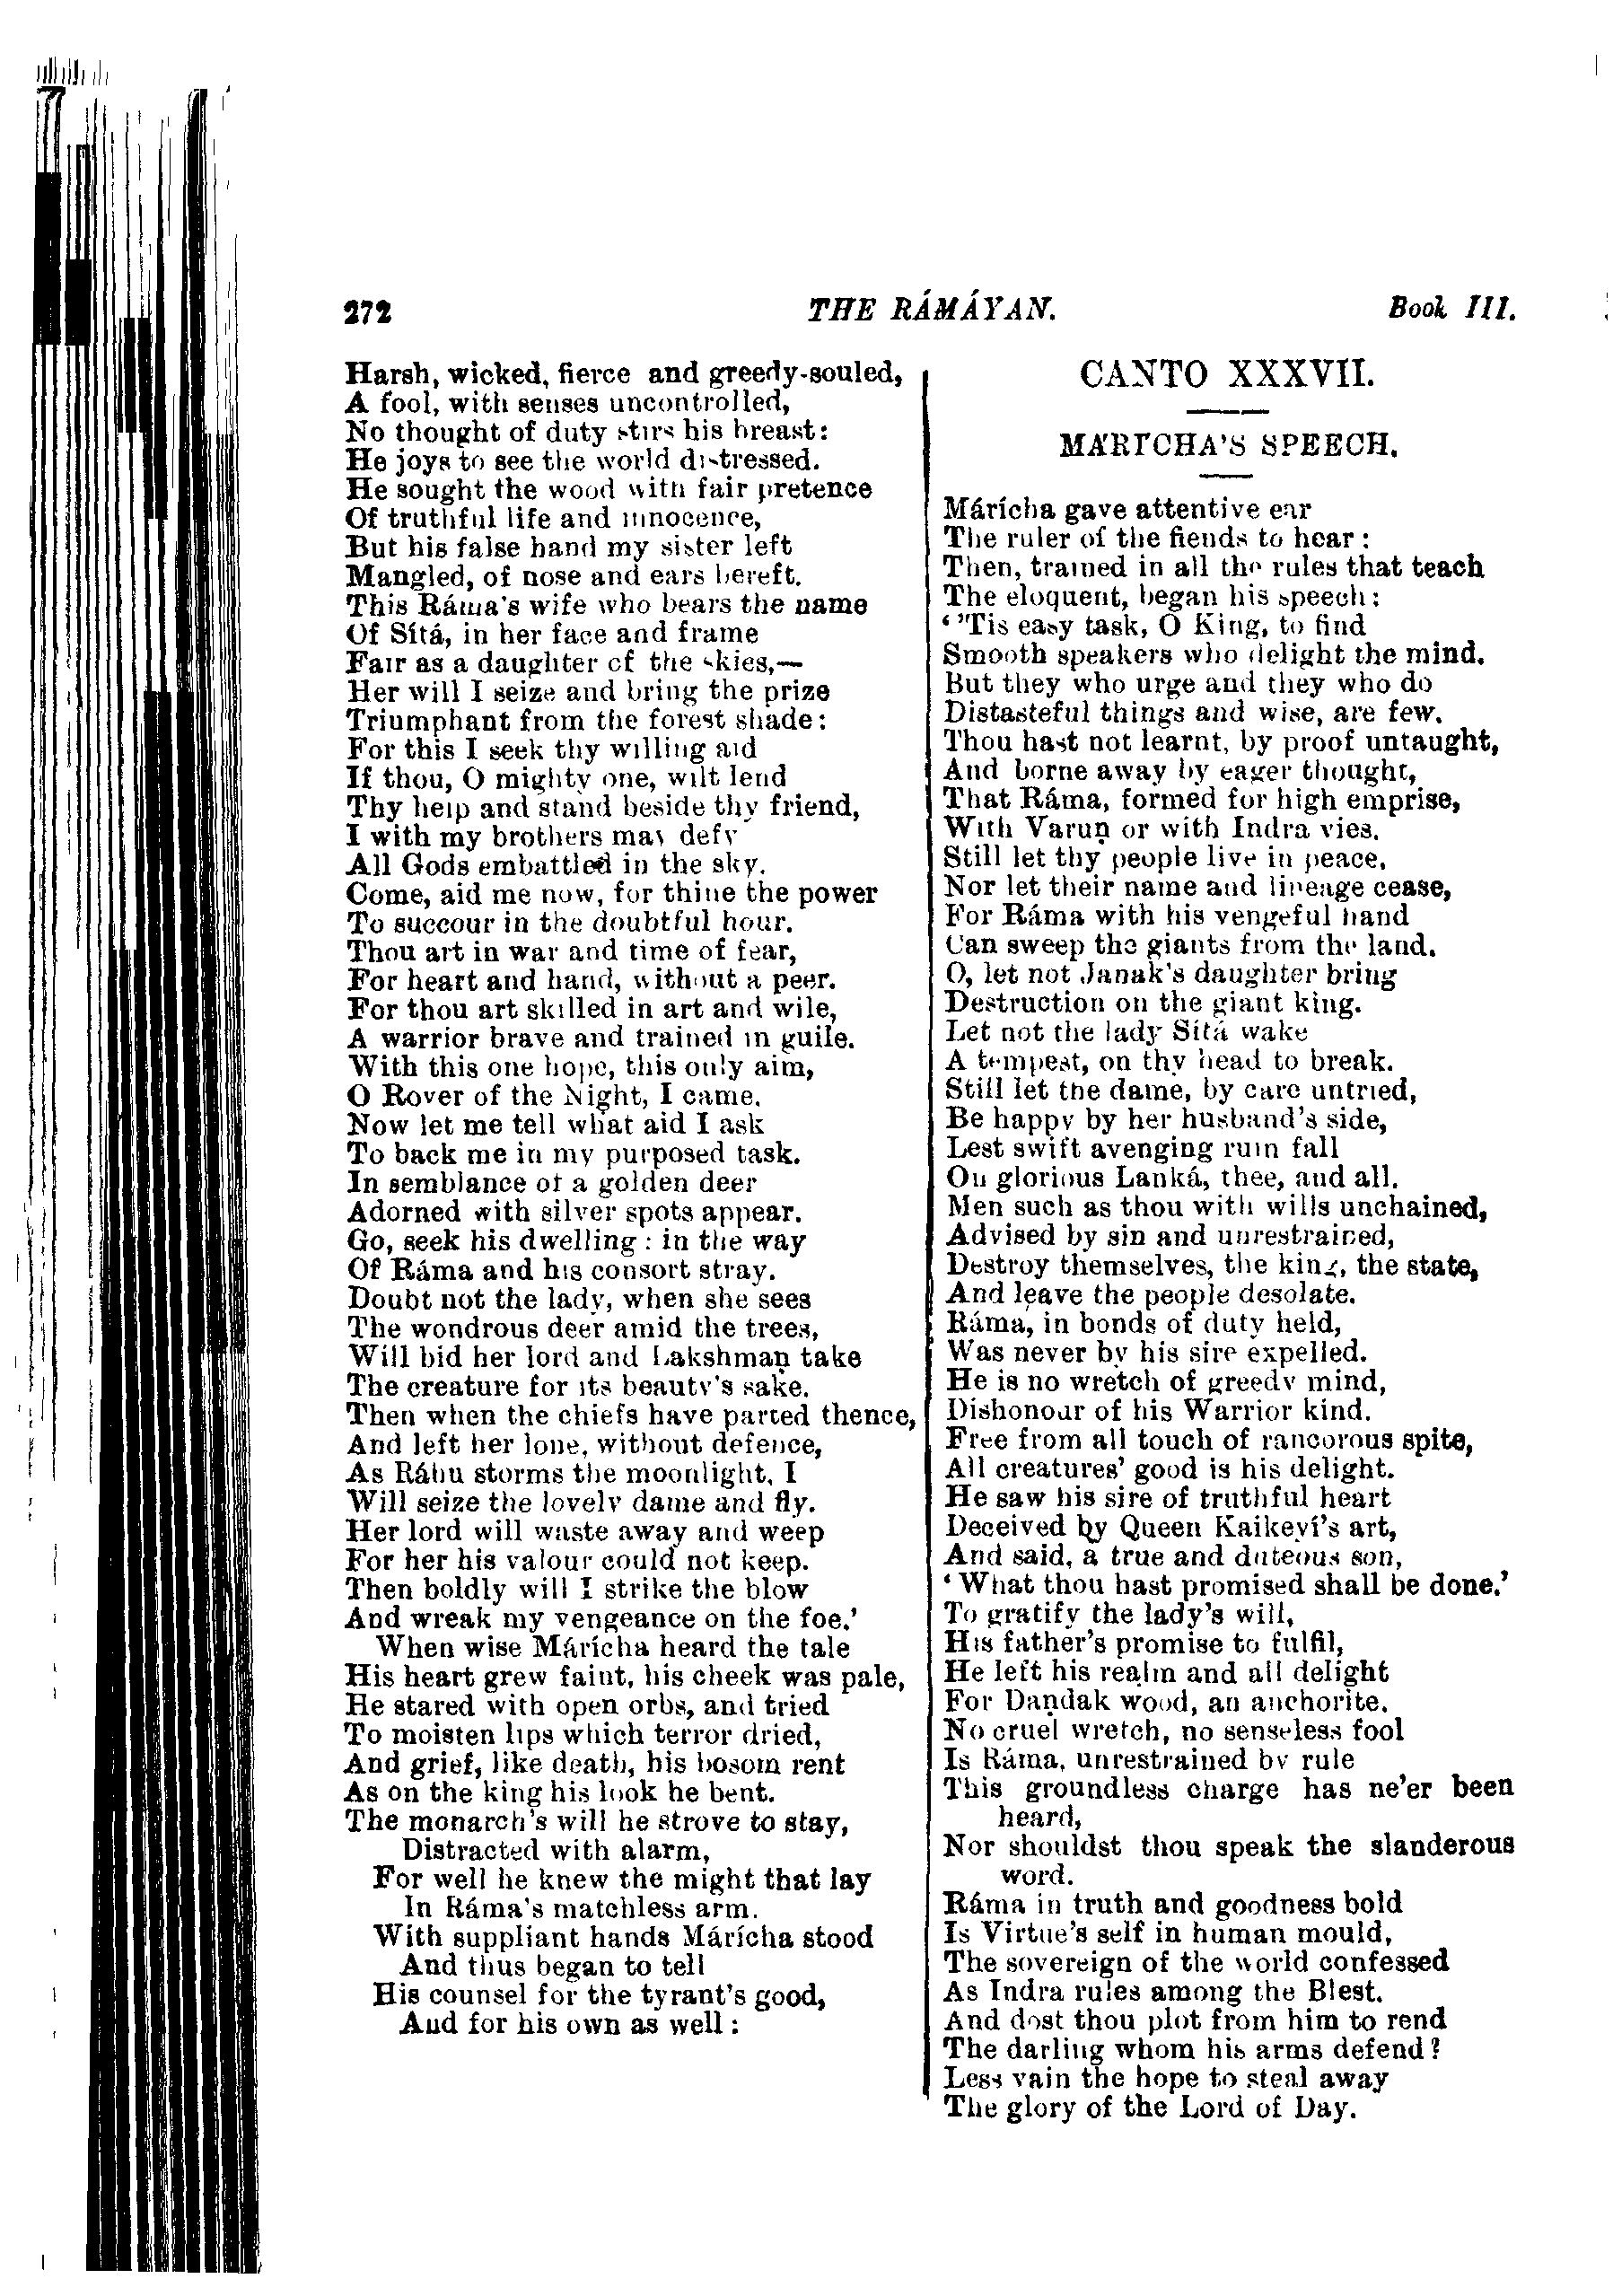 272 THE RÁMÁYAN. Book III.
Harsh, wicked, fierce and greedy-souled,
A fool, with senses uncontrolled,
No thought of duty stirs his breast:
He joys to see the world distressed.
He sought the wood with fair pretence
Of truthful life and innocence,
But his false hand my sister left
Mangled, of nose and ears bereft.
This Ráma's wife who bears the name
Of Sítá, in her face and frame
Fair as a daughter of the skies,—
Her will I seize and bring the prize
Triumphant from the forest shade:
For this I seek thy willing aid
If thou, O mighty one, wilt lend
Thy help and stand beside thy friend,
I with my brothers may defy
All Gods embattled in the sky.
Come, aid me now, for thine the power
To succour in the doubtful hour.
Thou art in war and time of fear,
For heart and hand, without a peer.
For thou art skilled in art and wile,
A warrior brave and trained in guile.
With this one hope, this only aim,
O Rover of the Night, I came.
Now let me tell what aid I ask
To back me in my purposed task.
In semblance of a golden deer
Adorned with silver spots appear.
Go, seek his dwelling : in the way
Of Ráma and his consort stray.
Doubt not the lady, when she sees
The wondrous deer amid the trees,
Will bid her lord and Lakshmaṇ take
The creature for its beauty's sake.
Then when the chiefs have parted thence,
And left her lone, without defence,
As Ráhu storms the moonlight, I
Will seize the lovely dame and fly.
Her lord will waste away and weep
For her his valour could not keep.
Then boldly will I strike the blow
And wreak my vengeance on the foe.'
When wise Márícha heard the tale
His heart grew faint, his cheek was pale,
He stared with open orbs, and tried
To moisten lips which terror dried,
And grief, like death, his bosom rent
As on the king his look he bent.
The monarch's will he strove to stay,
Distracted with alarm,
For well he knew the might that lay
In Ráma's matchless arm.
With suppliant hands Márícha stood
And thus began to tell
His counsel for the tyrant's good,
And for his own as well :
CANTO XXXVII.
MÁRÍCHA'S SPEECH.
Márícha gave attentive ear
The ruler of the fiends to hear :
Then, trained in all the rules that teach
The eloquent, began his speech:
‘'Tis easy task, O King, to find
Smooth speakers who delight the mind.
But they who urge and they who do
Distasteful things and wise, are few.
Thou hast not learnt, by proof untaught,
And borne away by eager thought,
That Ráma, formed for high emprise,
With Varuṇ or with Indra vies.
Still let thy people live in peace,
Nor let their name and lineage cease,
For Ráma with his vengeful hand
Can sweep the giants from the land.
O, let not Janak's daughter bring
Destruction on the giant king.
Let not the lady Sítá wake
A tempest, on thy head to break.
Still let the dame, by care untried,
Be happy by her husband's side,
Lest swift avenging ruin fall
On glorious Lanká, thee, and all.
Men such as thou with wills unchained,
Advised by sin and unrestrained,
Destroy themselves, the king, the state,
And leave the people desolate.
Ráma, in bonds of duty held,
Was never by his sire expelled.
He is no wretch of greedy mind,
Dishonour of his Warrior kind.
Free from all touch of rancorous spite,
All creatures' good is his delight.
He saw his sire of truthful heart
Deceived by Queen Kaikeyí's art,
And said, a true and duteous son,
‘What thou hast promised shall be done.’
To gratify the lady's will,
His father's promise to fulfil,
He left his realm and all delight
For Daṇḍak wood, an anchorite.
No cruel wretch, no senseless fool
Is Ráma, unrestrained by rule
This groundless charge has ne'er been
heard,
Nor shouldst thou speak the slanderous
word.
Ráma in truth and goodness bold
Is Virtue's self in human mould,
The sovereign of the world confessed
As Indra rules among the Blest.
And dost thou plot from him to rend
The darling whom his arms defend?
Less vain the hope to steal away
The glory of the Lord of Day.